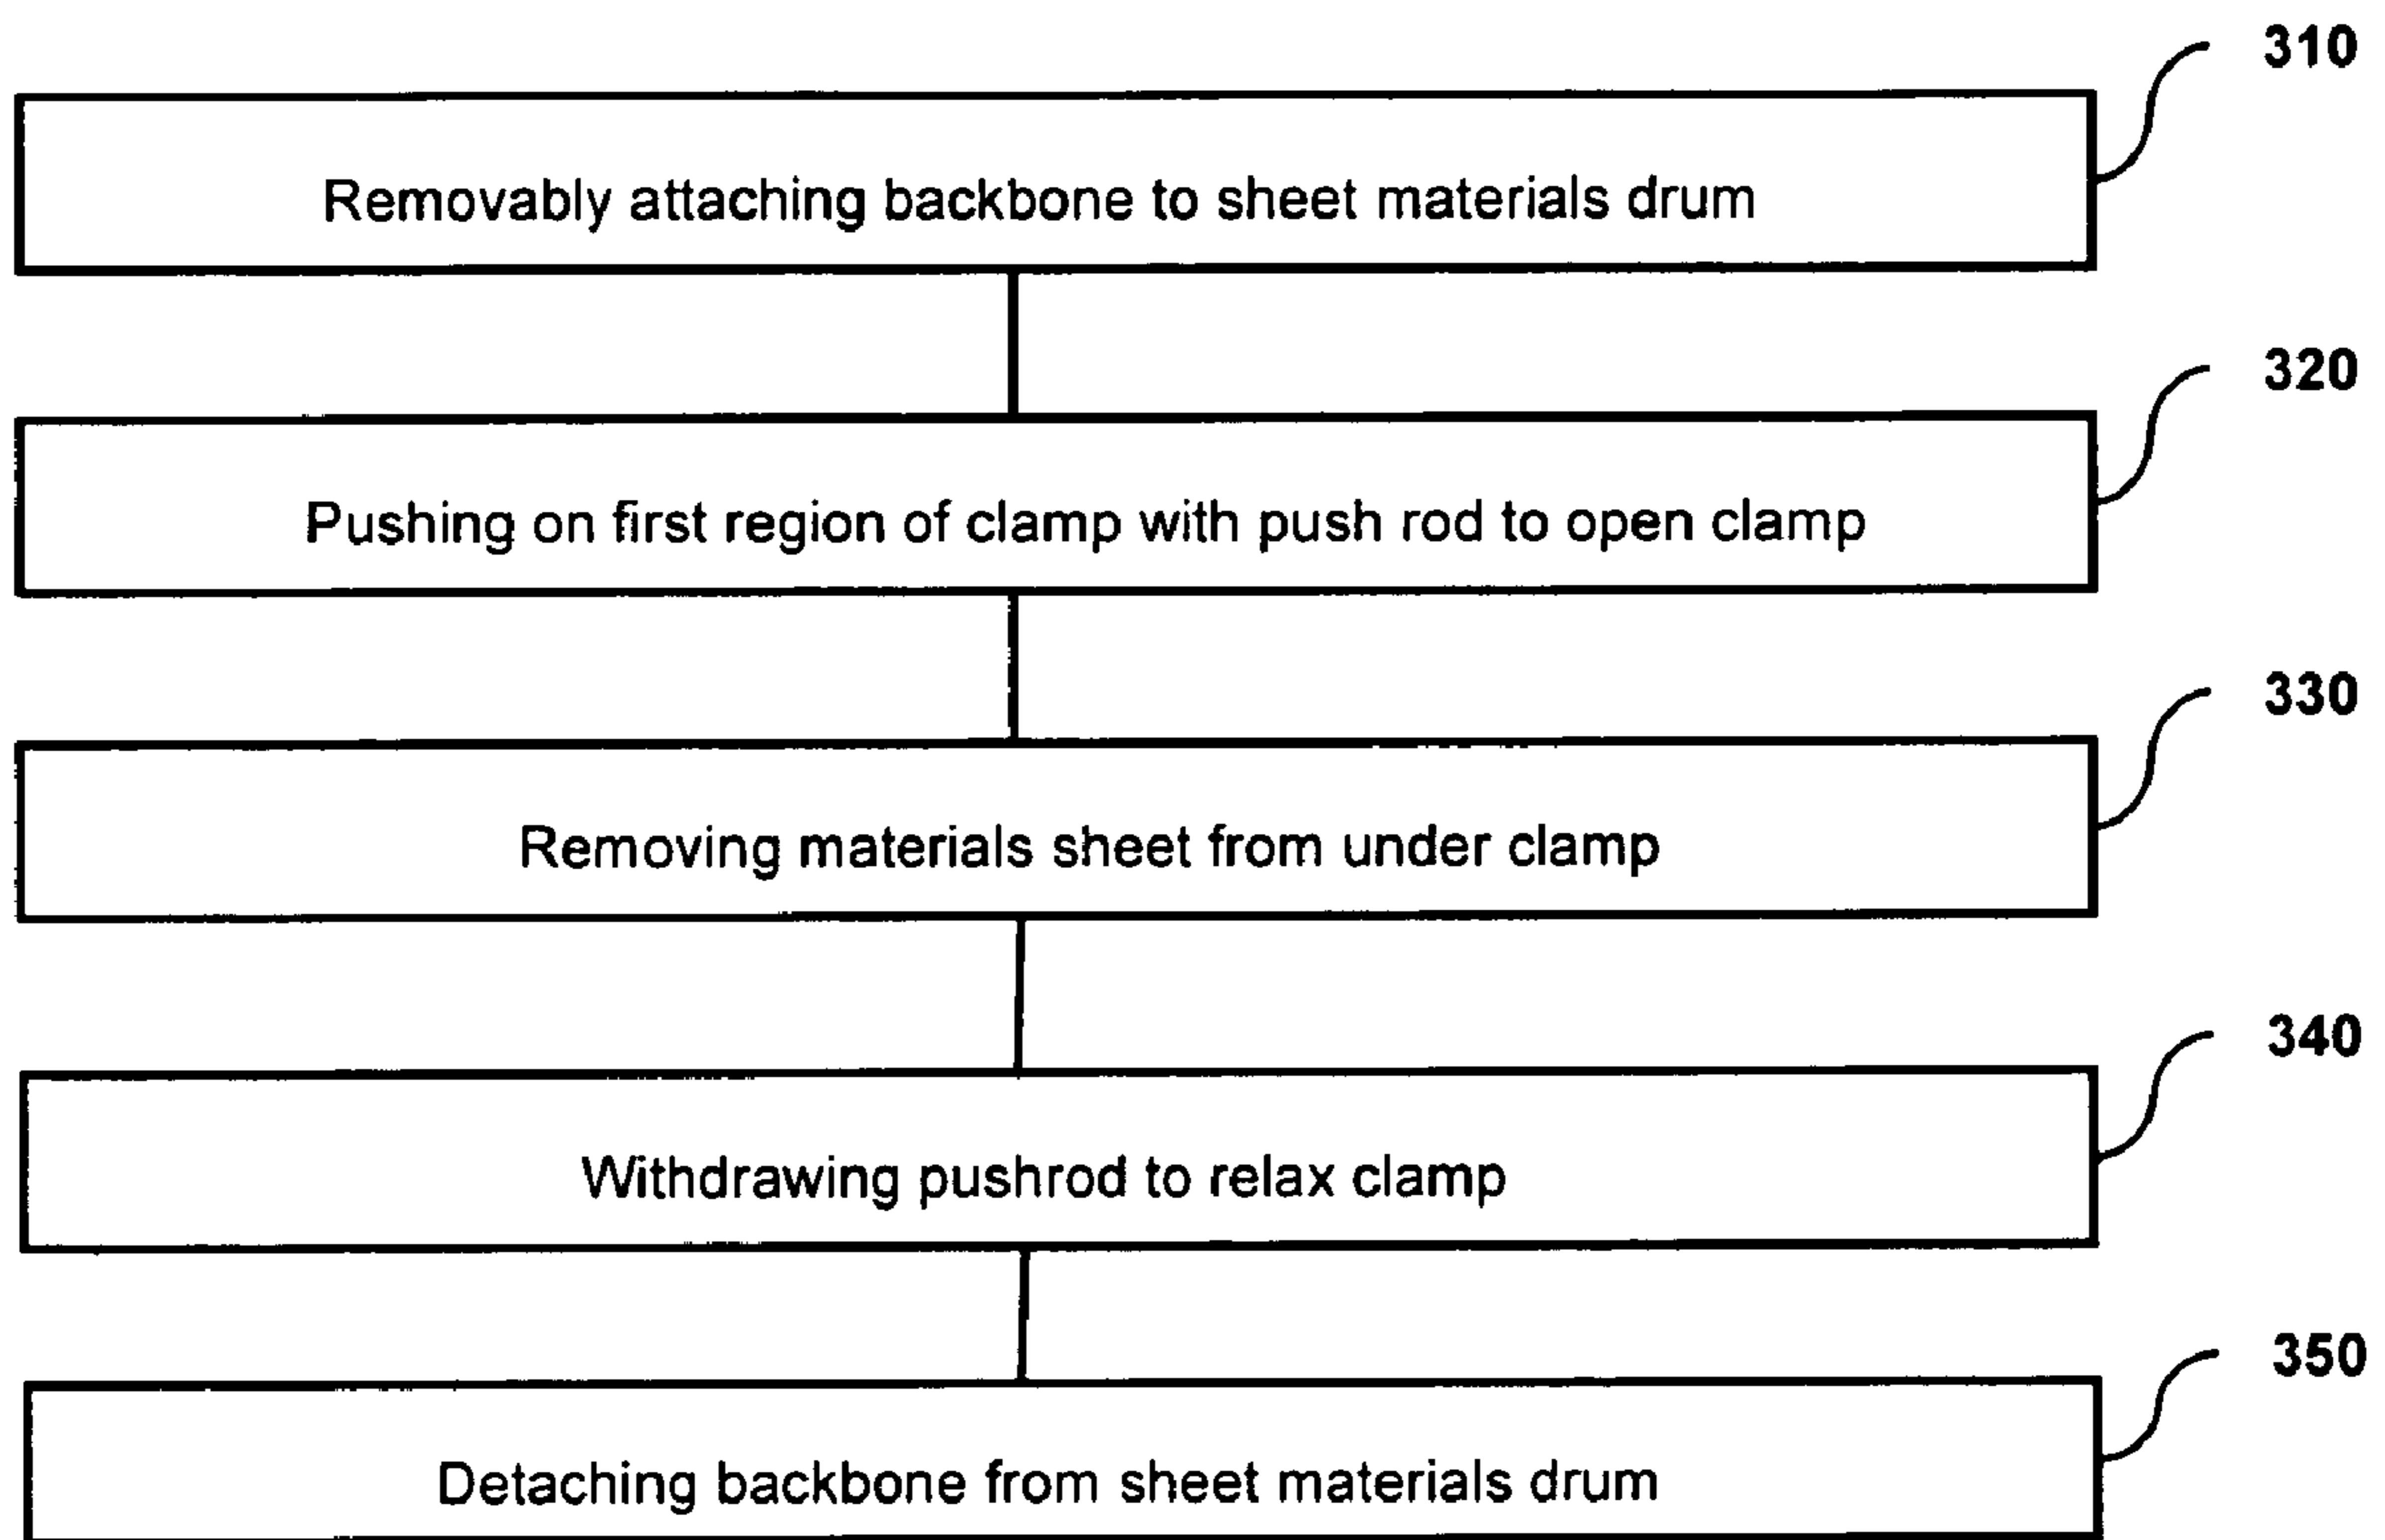 310
Removably attaching backbone to sheet materials drum
320
Pushing on first region of clamp with push rod to open clamp
330
Removing materials sheet from under clamp
340
Withdrawing pushrod to relax clamp
350
Detaching backbone from sheet materials drum